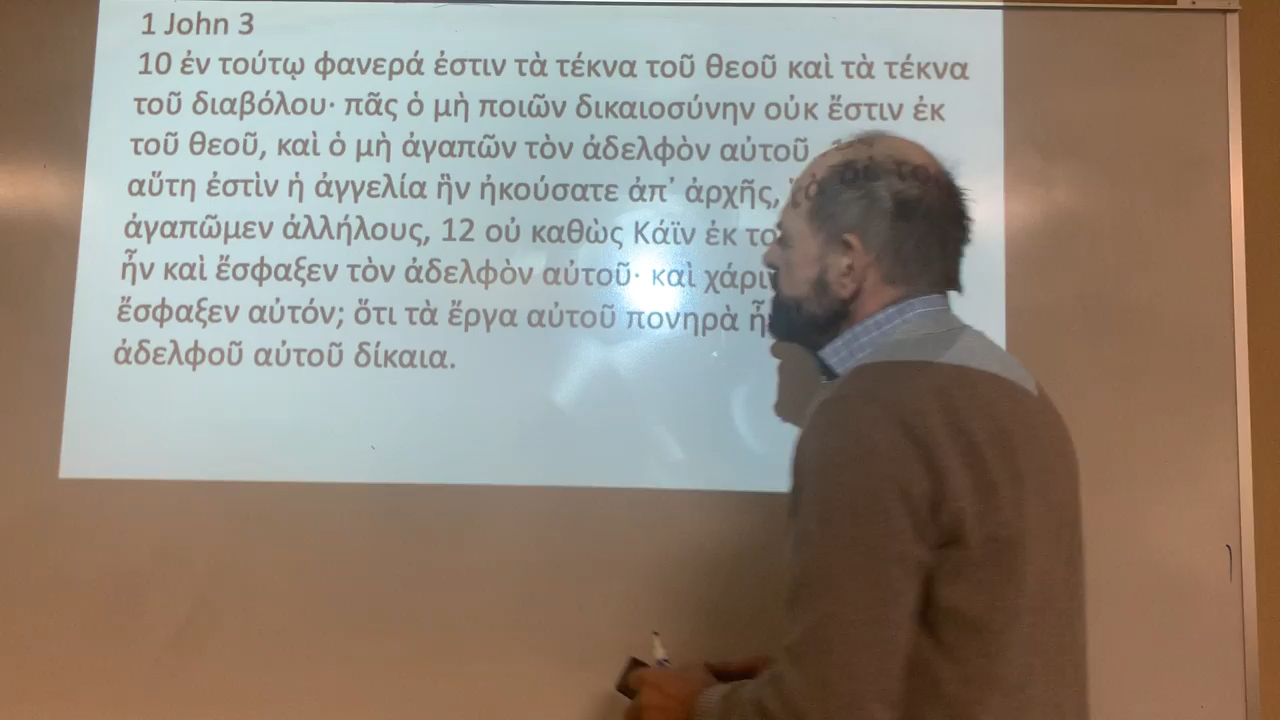 1 John 3
10 ἐν τούτῳ φανερά ἐστιν τὰ τέκνα τοῦ θεοῦ καὶ τὰ τέκνα
τοῦ διαβόλου· πᾶς ὁ μὴ ποιῶν δικαιοσύνην οὐκ ἔστιν ἐκ
τοῦ θεοῦ, καὶ ὁ μὴ ἀγαπῶν τὸν ἀδελφὸν αὐτοῦ
αὕτη ἐστὶν ἡ ἀγγελία ἣν ἠκούσατε ἀπ᾽ ἀρχῆς,
ἀγαπῶμεν ἀλλήλους, 12 οὐ καθὼς Κάϊν ἐκ
ἦν καὶ ἔσφαξεν τὸν ἀδελφὸν αὐτοῦ· καὶ
ἔσφαξεν αὐτόν; ὅτι τὰ ἔργα αὐτοῦ πονηρὰ
ἀδελφοῦ αὐτοῦ δίκαια.